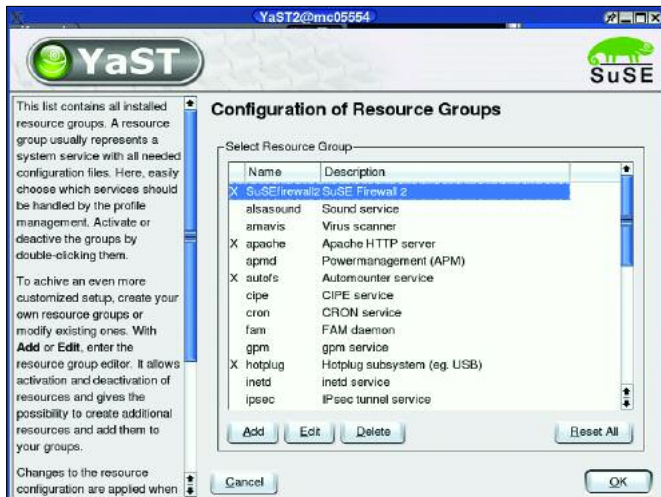 YaST2@mc05554
YaST
SuSE
This list contains all installed
resource groups. A resource
group usually represents a
system service with all needed
configuration files. Here, easily
choose which services should
be handled by the profile
management. Activate or
deactive the groups by
double-clicking them.
To achive an even more
customized setup, create your
own resource groups or
modify existing ones. With
Add or Edit, enter the
resource group editor. It allows
activation and deactivation of
resources and gives the
possibility to create additional
resources and add them to
your groups.
Changes to the resource
configuration are applied when
Configuration of Resource Groups
Select Resource Group
Name Description
X SuSEfirewall2 SuSE Firewall 2
alsasound Sound service
amavis Virus scanner
X apache Apache HTTP server
apmd Powermanagement (APM)
X autofs Automounter service
cipe CIPE service
cron CRON service
fam FAM daemon
gpm gpm service
X hotplug Hotplug subsystem (eg. USB)
inetd inetd service
ipsec IPsec tunnel service
Add Edit Delete Reset All
Cancel OK